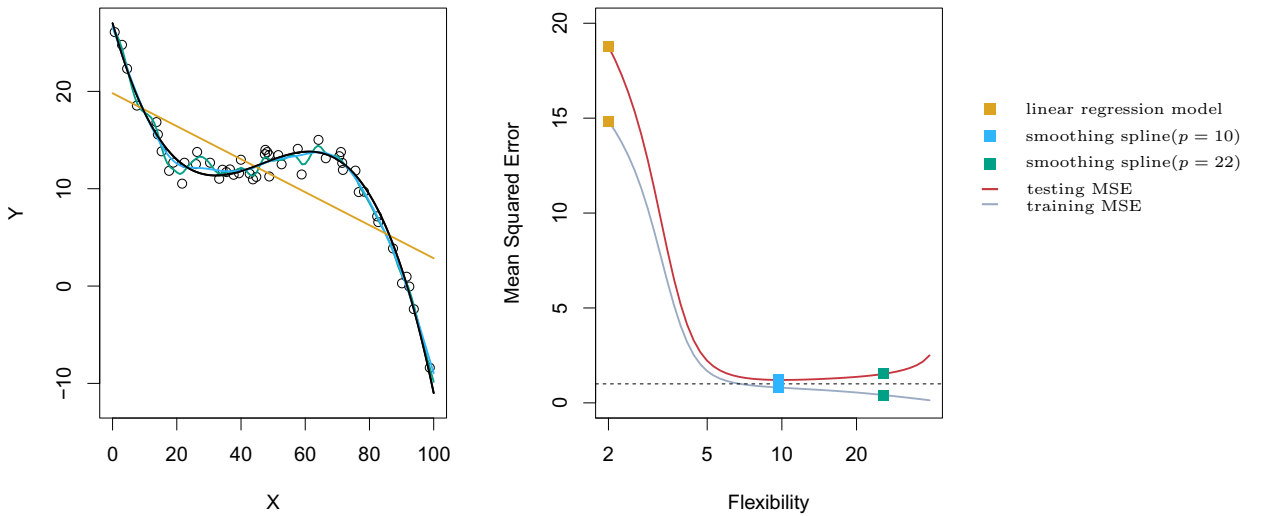 Y
20
10
0
-10
0 20 40 60 80 100
X
Mean Squared Error
20
15
10
5
0
2 5 10 20
Flexibility
linear regression model
smoothing spline(p = 10)
smoothing spline(p = 22)
testing MSE
training MSE